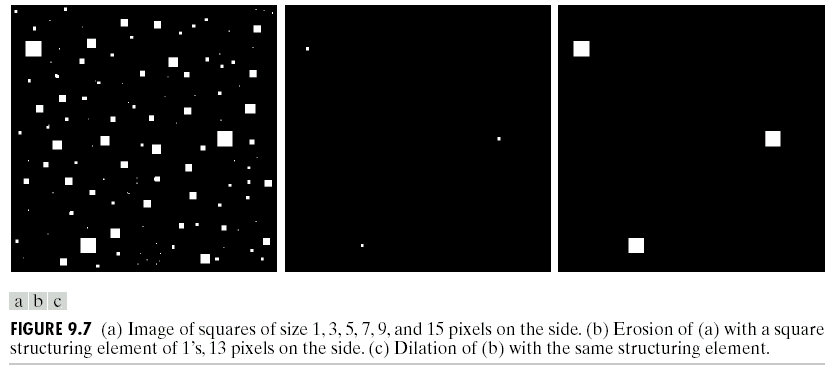 a b c
FIGURE 9.7 (a) Image of squares of size 1, 3, 5, 7, 9, and 15 pixels on the side. (b) Erosion of (a) with a square
structuring element of 1's, 13 pixels on the side. (c) Dilation of (b) with the same structuring element.